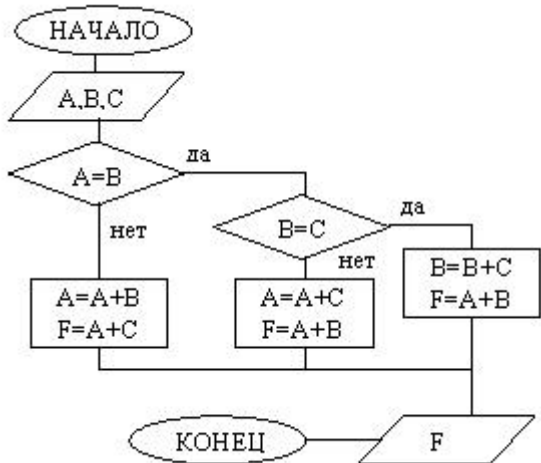 НАЧАЛО
A,B,C
A=B
да
нет
B=C
да
нет
A=A+B
F=A+C
A=A+C
F=A+B
B=B+C
F=A+B
КОНЕЦ
F